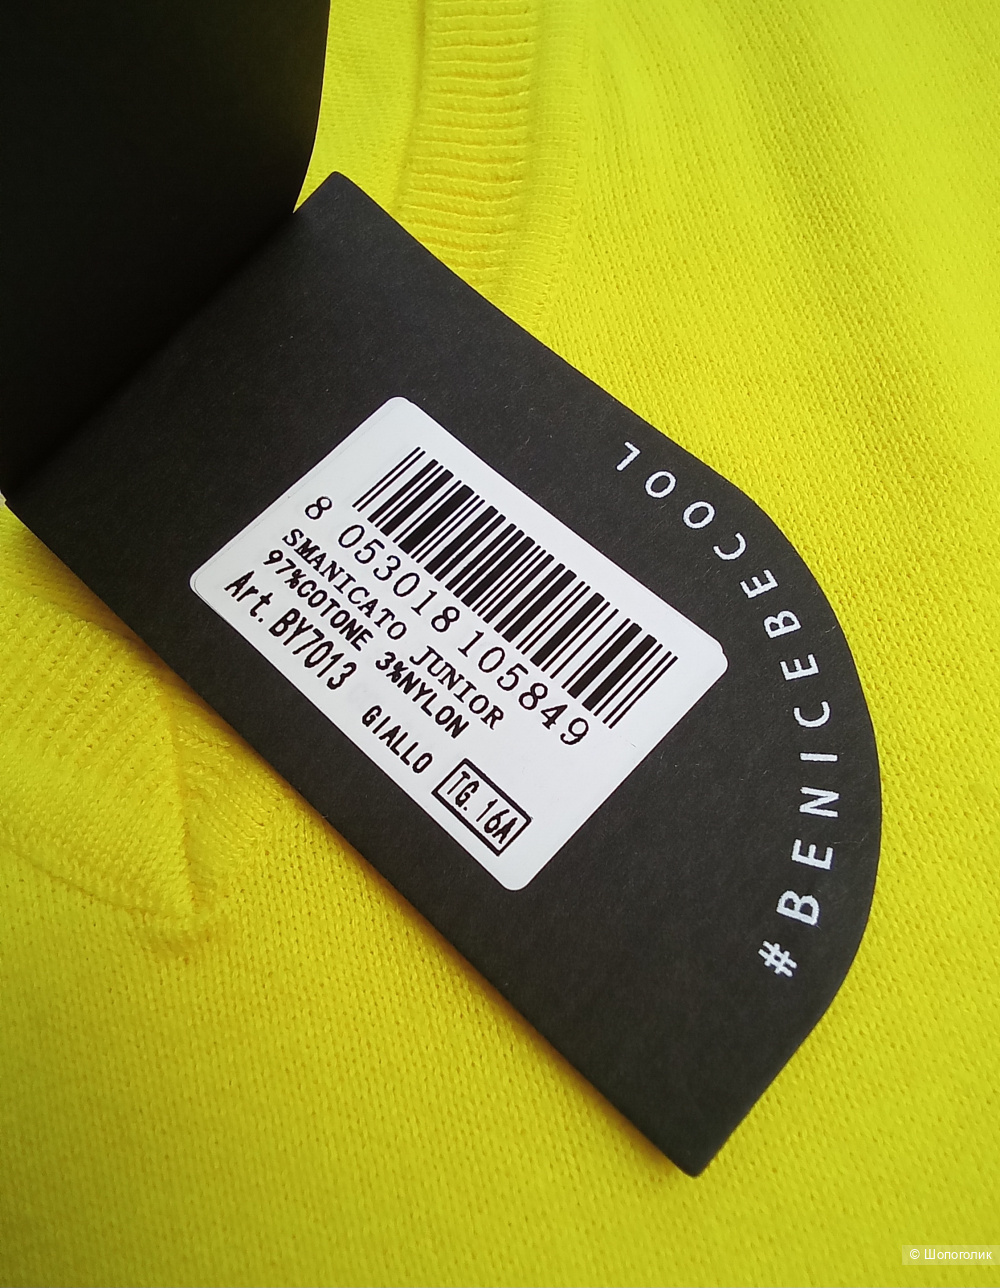 8 053018 105849
SMANICATO JUNIOR
97%COTONE 3%NYLON
Art. BY7013
GIALLO
TG. 16A
#BENICEBECOOL
© Шопоголик